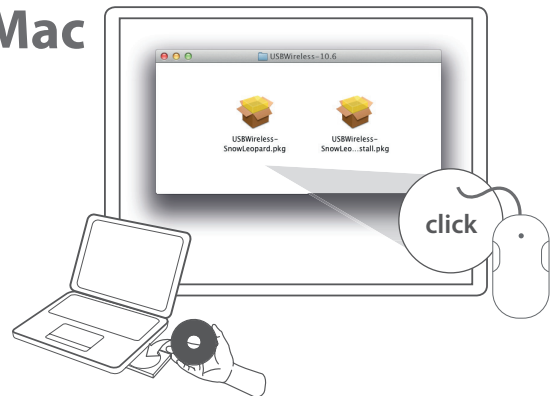 Mac
USBWireless-10.6
USBWireless-
SnowLeopard.pkg
USBWireless-
SnowLeo...stall.pkg
click